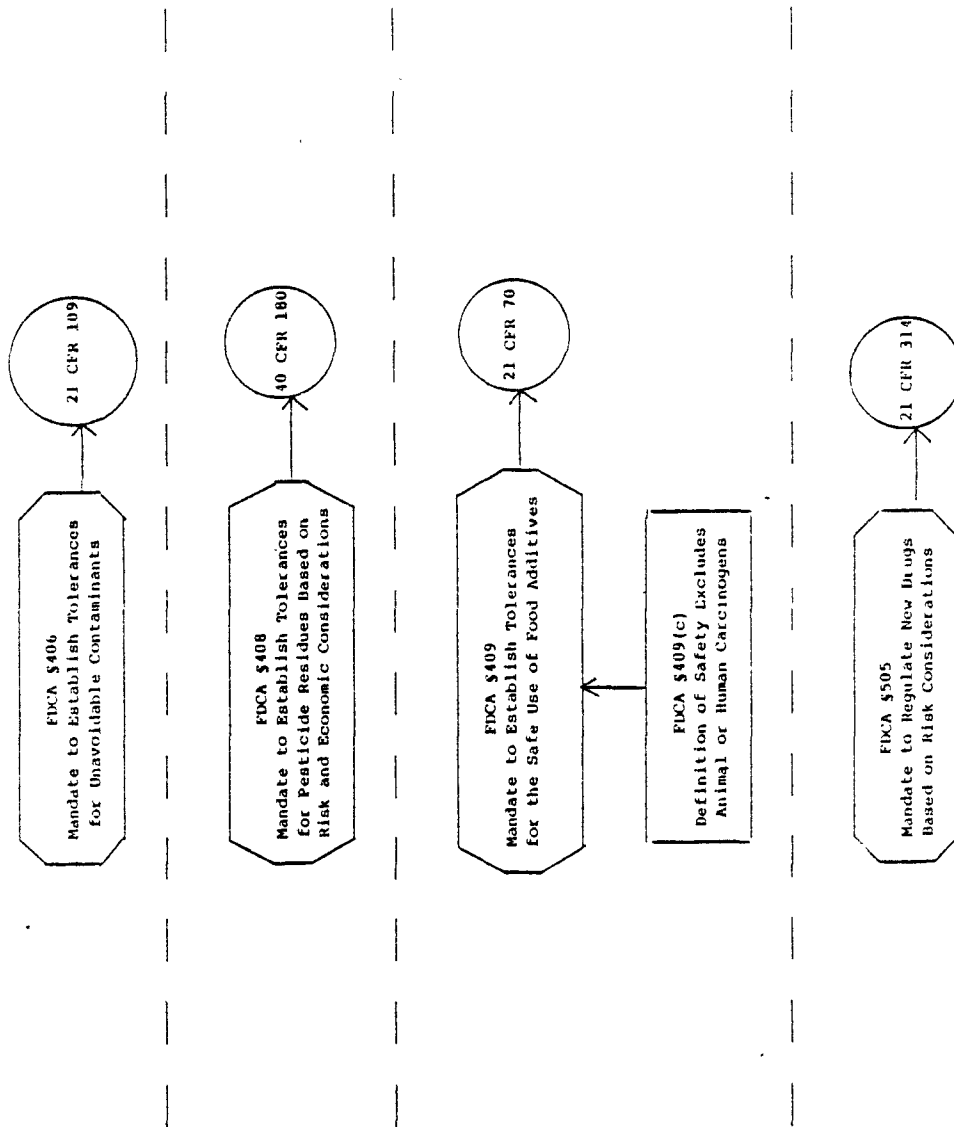 FDCA §406
Mandate to Establish Tolerances
for Unavoidable Contaminants
21 CFR 109
FDCA §408
Mandate to Establish Tolerances
for Pesticide Residues Based on
Risk and Economic Considerations
40 CFR 180
FDCA §409
Mandate to Establish Tolerances
for the Safe Use of Food Additives
21 CFR 70
FDCA §409(c)
Definition of Safety Excludes
Animal or Human Carcinogens
FDCA §505
Mandate to Regulate New Drugs
Based on Risk Considerations
21 CFR 314